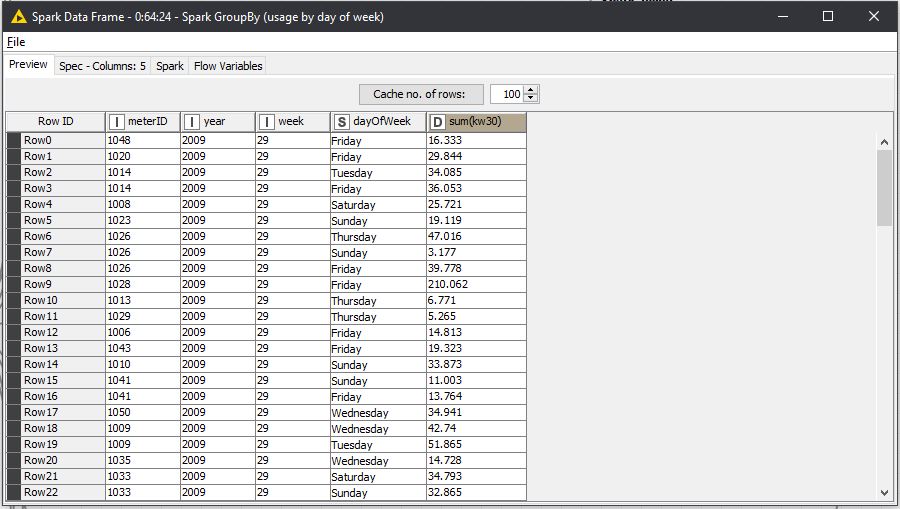 Spark Data Frame - 0:64:24 - Spark GroupBy (usage by day of week)
File
Preview Spec - Columns: 5 Spark Flow Variables
Cache no. of rows: 100
Row ID I meterID I year I week S dayOfWeek D sum(kw30)
Row0 1048 2009 29 Friday 16.333
Row1 1020 2009 29 Friday 29.844
Row2 1014 2009 29 Tuesday 34.085
Row3 1014 2009 29 Friday 36.053
Row4 1008 2009 29 Saturday 25.721
Row5 1023 2009 29 Sunday 19.119
Row6 1026 2009 29 Thursday 47.016
Row7 1026 2009 29 Sunday 3.177
Row8 1026 2009 29 Friday 39.778
Row9 1028 2009 29 Friday 210.062
Row10 1013 2009 29 Thursday 6.771
Row11 1029 2009 29 Thursday 5.265
Row12 1006 2009 29 Friday 14.813
Row13 1043 2009 29 Friday 19.323
Row14 1010 2009 29 Sunday 33.873
Row15 1041 2009 29 Sunday 11.003
Row16 1041 2009 29 Friday 13.764
Row17 1050 2009 29 Wednesday 34.941
Row18 1009 2009 29 Wednesday 42.74
Row19 1009 2009 29 Tuesday 51.865
Row20 1035 2009 29 Wednesday 14.728
Row21 1033 2009 29 Saturday 34.793
Row22 1033 2009 29 Sunday 32.865